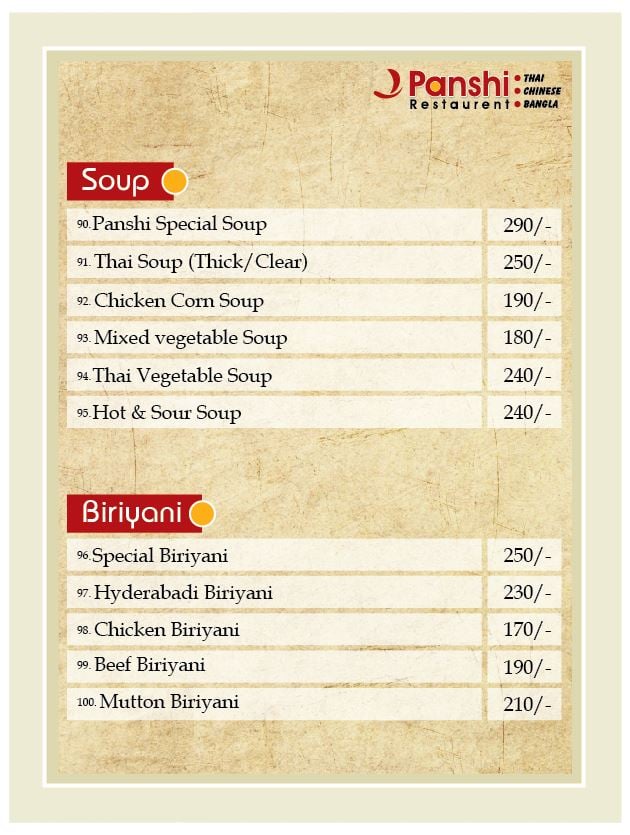 Panshi
Restaurent
THAI
CHINESE
BANGLA
Soup
90. Panshi Special Soup 290/-
91. Thai Soup (Thick/Clear) 250/-
92. Chicken Corn Soup 190/-
93. Mixed vegetable Soup 180/-
94. Thai Vegetable Soup 240/-
95. Hot & Sour Soup 240/-
Biriyani
96. Special Biriyani 250/-
97. Hyderabadi Biriyani 230/-
98. Chicken Biriyani 170/-
99. Beef Biriyani 190/-
100. Mutton Biriyani 210/-